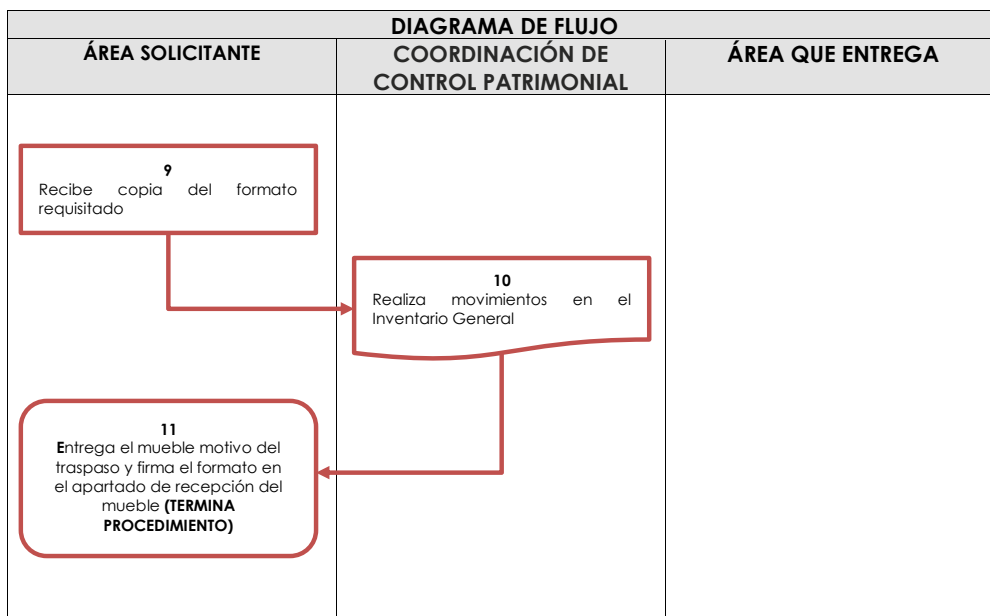 DIAGRAMA DE FLUJO
ÁREA SOLICITANTE
COORDINACIÓN DE
CONTROL PATRIMONIAL
ÁREA QUE ENTREGA
9
Recibe copia del formato
requisitado
10
Realiza movimientos en el
Inventario General
11
Entrega el mueble motivo del
traspaso y firma el formato en
el apartado de recepción del
mueble (TERMINA
PROCEDIMIENTO)